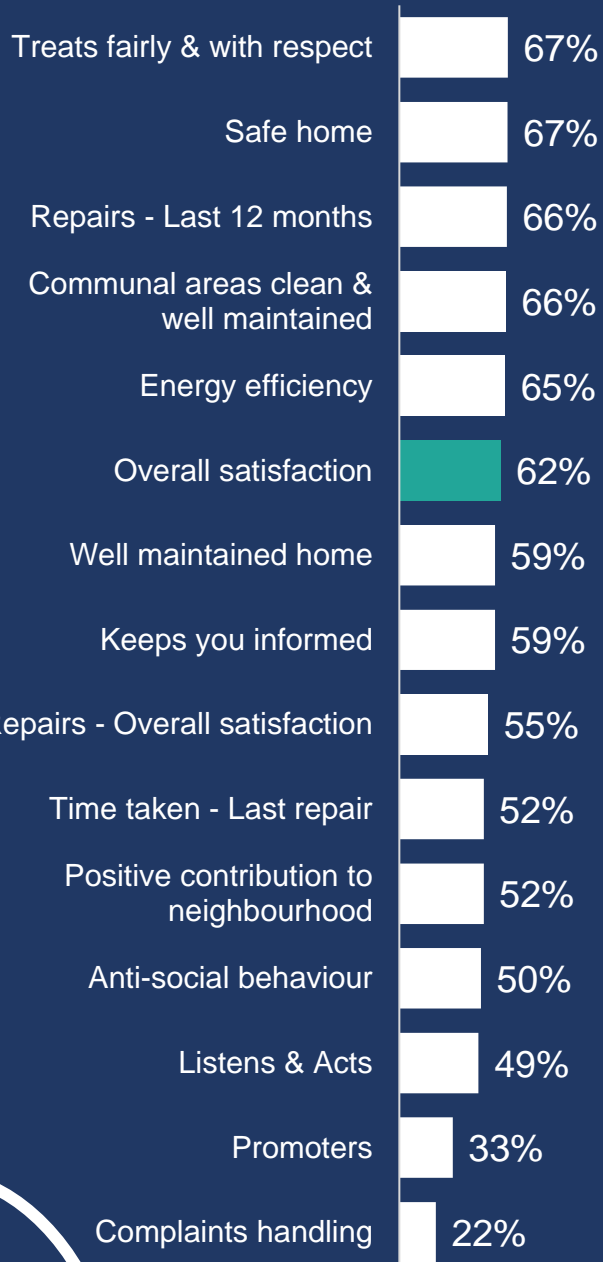 Treats fairly & with respect 67%
Safe home 67%
Repairs - Last 12 months 66%
Communal areas clean &
well maintained 66%
Energy efficiency 65%
Overall satisfaction 62%
Well maintained home 59%
Keeps you informed 59%
epairs - Overall satisfaction 55%
Time taken - Last repair 52%
Positive contribution to
neighbourhood 52%
Anti-social behaviour 50%
Listens & Acts 49%
Promoters 33%
Complaints handling 22%